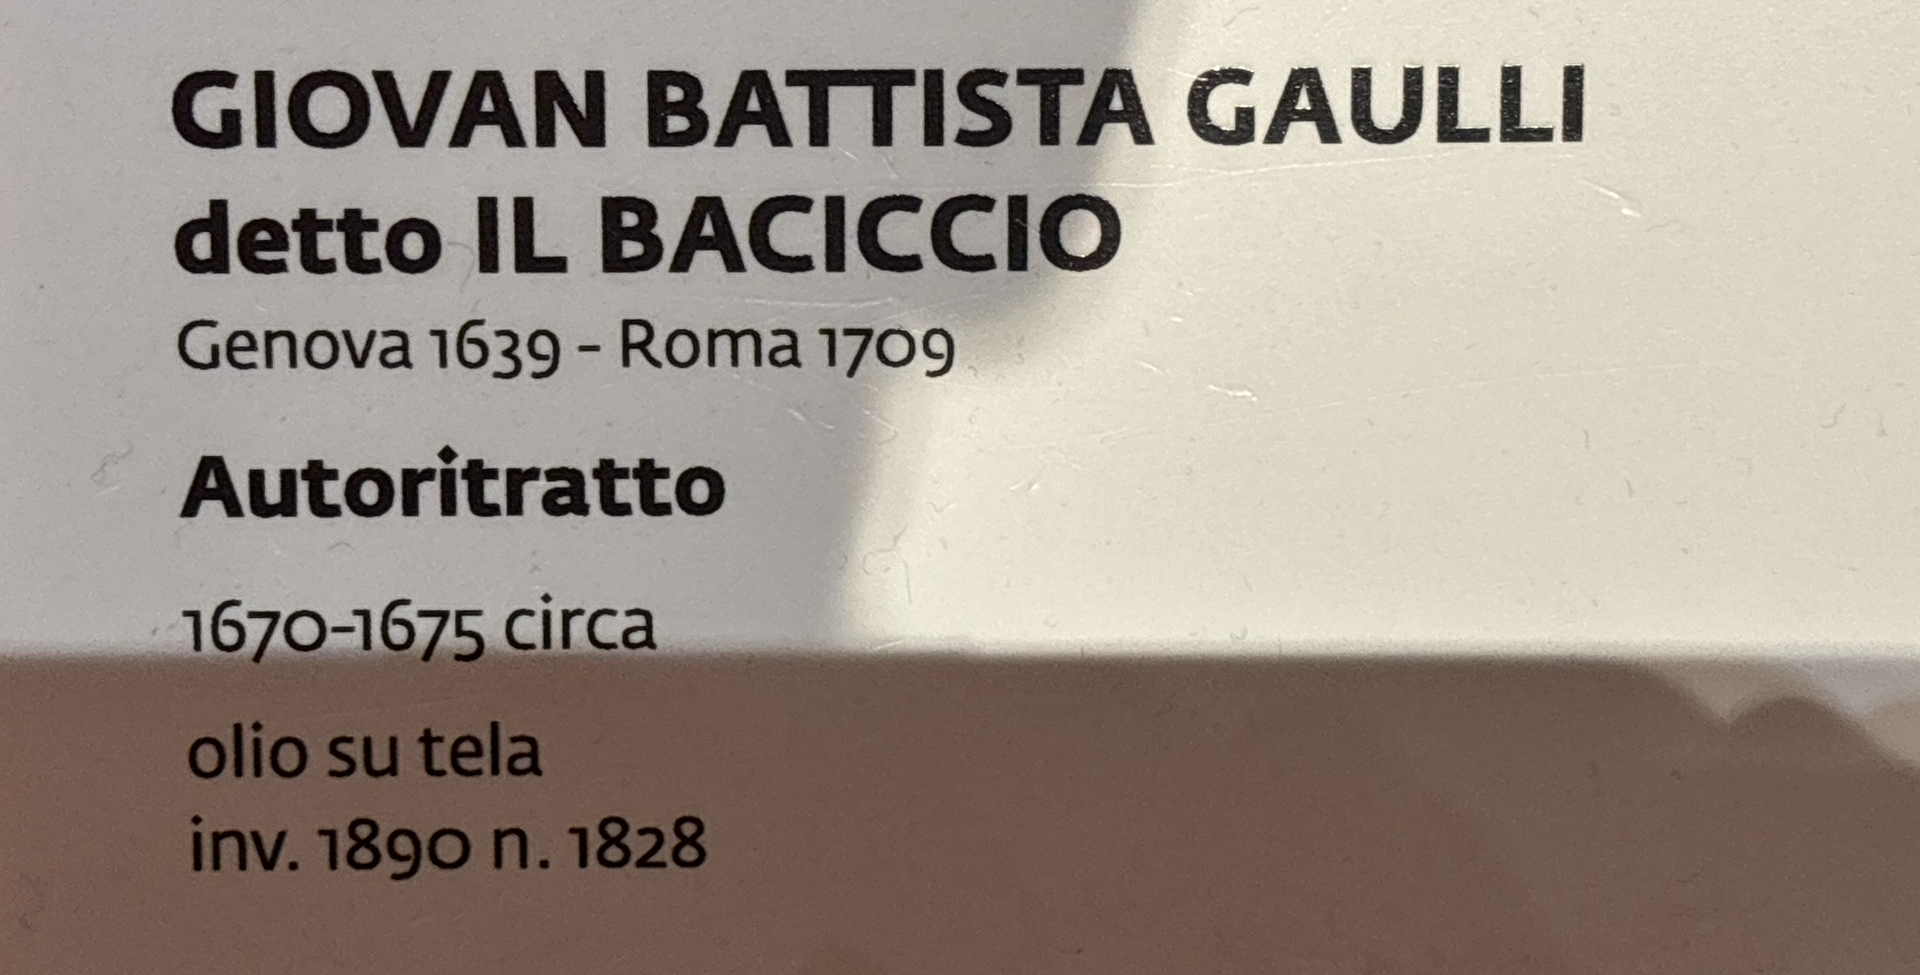 GIOVAN BATTISTA GAULLI
detto IL BACICCIO
Genova 1639 - Roma 1709
Autoritratto
1670-1675 circa
olio su tela
inv. 1890 n. 1828